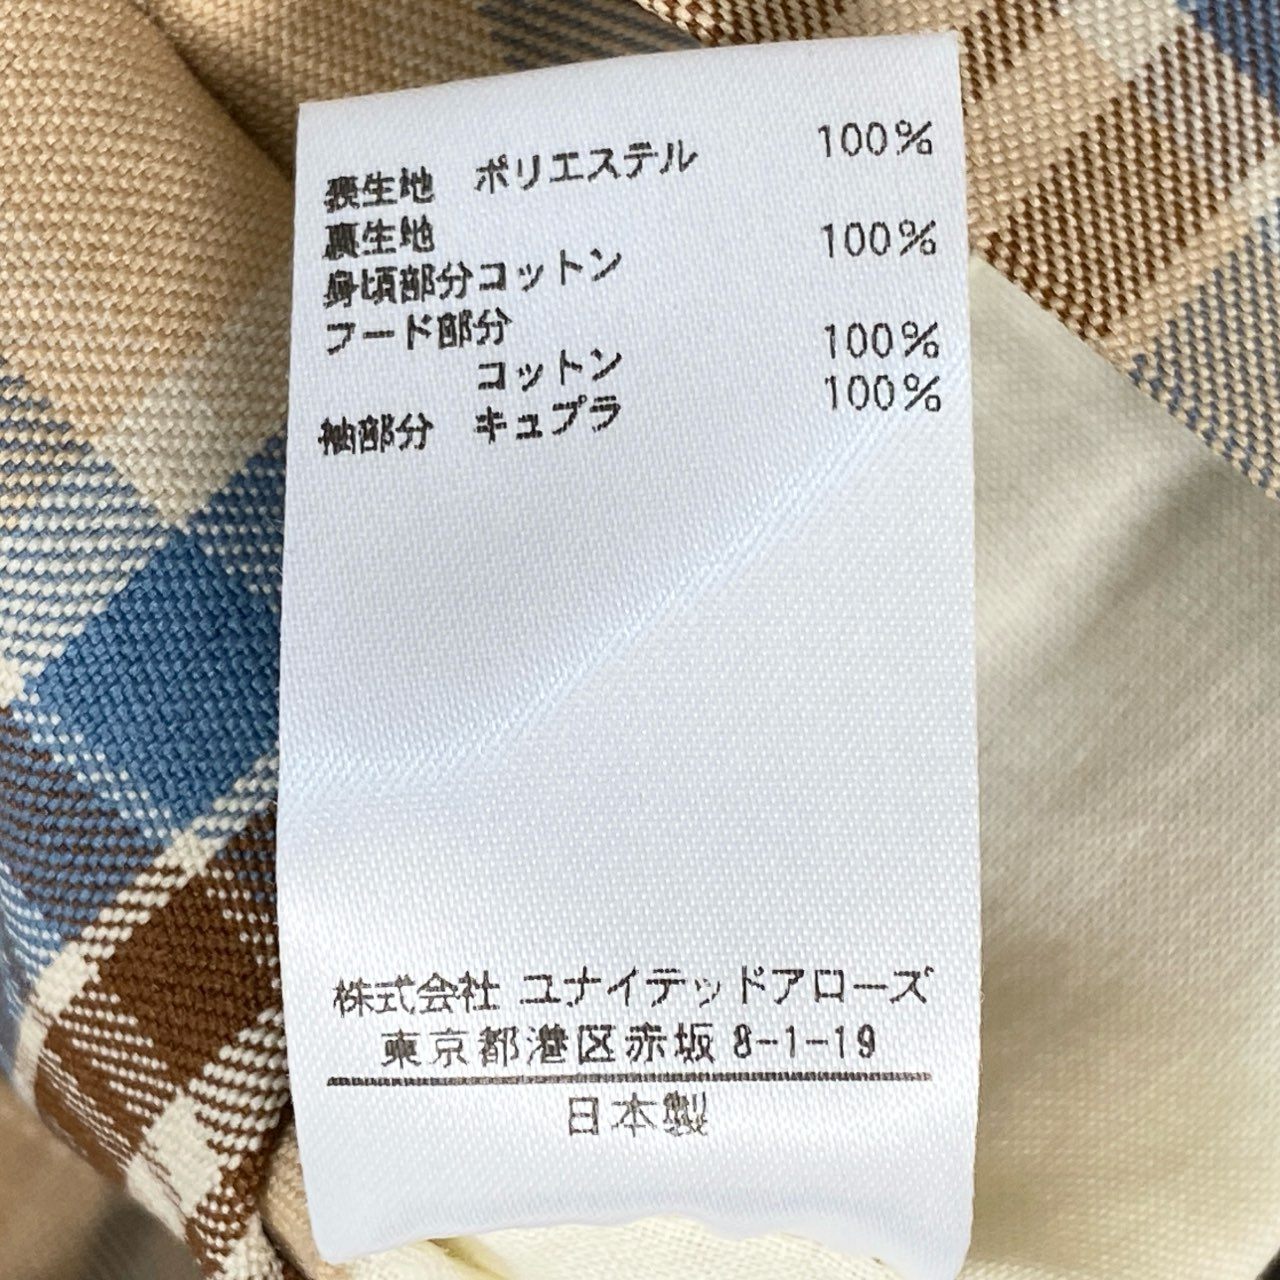 表生地 ポリエステル 100%
裏生地
身頃部分 コットン 100%
フード部分
コットン 100%
袖部分 キュプラ 100%
株式会社 ユナイテッドアローズ
東京都港区赤坂 8-1-19
日本製